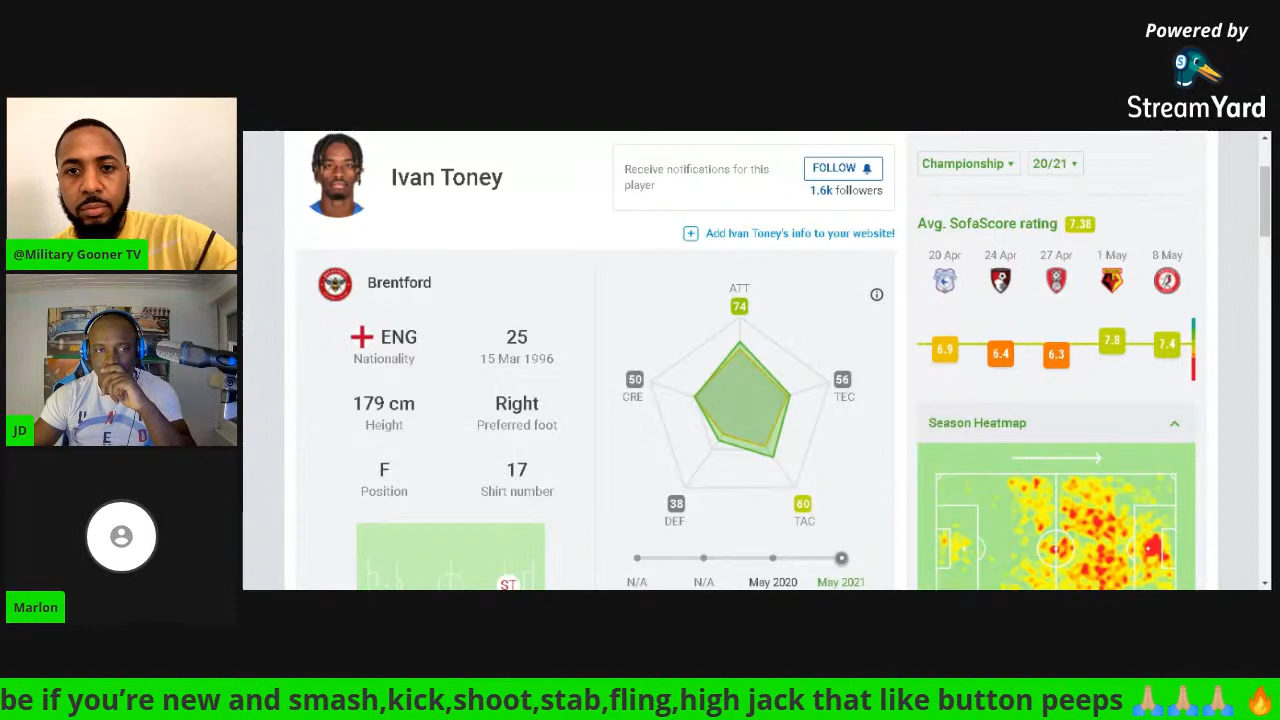 Powered by
StreamYard
@Military Gooner TV
JD
Marlon
Ivan Toney
Receive notifications for this
player
FOLLOW
1.6k followers
Add Ivan Toney's info to your website!
Brentford
ENG
Nationality
25
15 Mar 1996
179 cm
Height
Right
Preferred foot
F
Position
17
Shirt number
ST
ATT
74
50
CRE
56
TEC
38
DEF
60
TAC
N/A
N/A
May 2020
May 2021
Championship
20/21
Avg. SofaScore rating 7.38
20 Apr 24 Apr 27 Apr 1 May 8 May
6.9 6.4 6.3 7.8 7.4
Season Heatmap
be if you’re new and smash,kick,shoot,stab,fling,high jack that like button peeps 🙏🏼🙏🏼🙏🏼 🔥